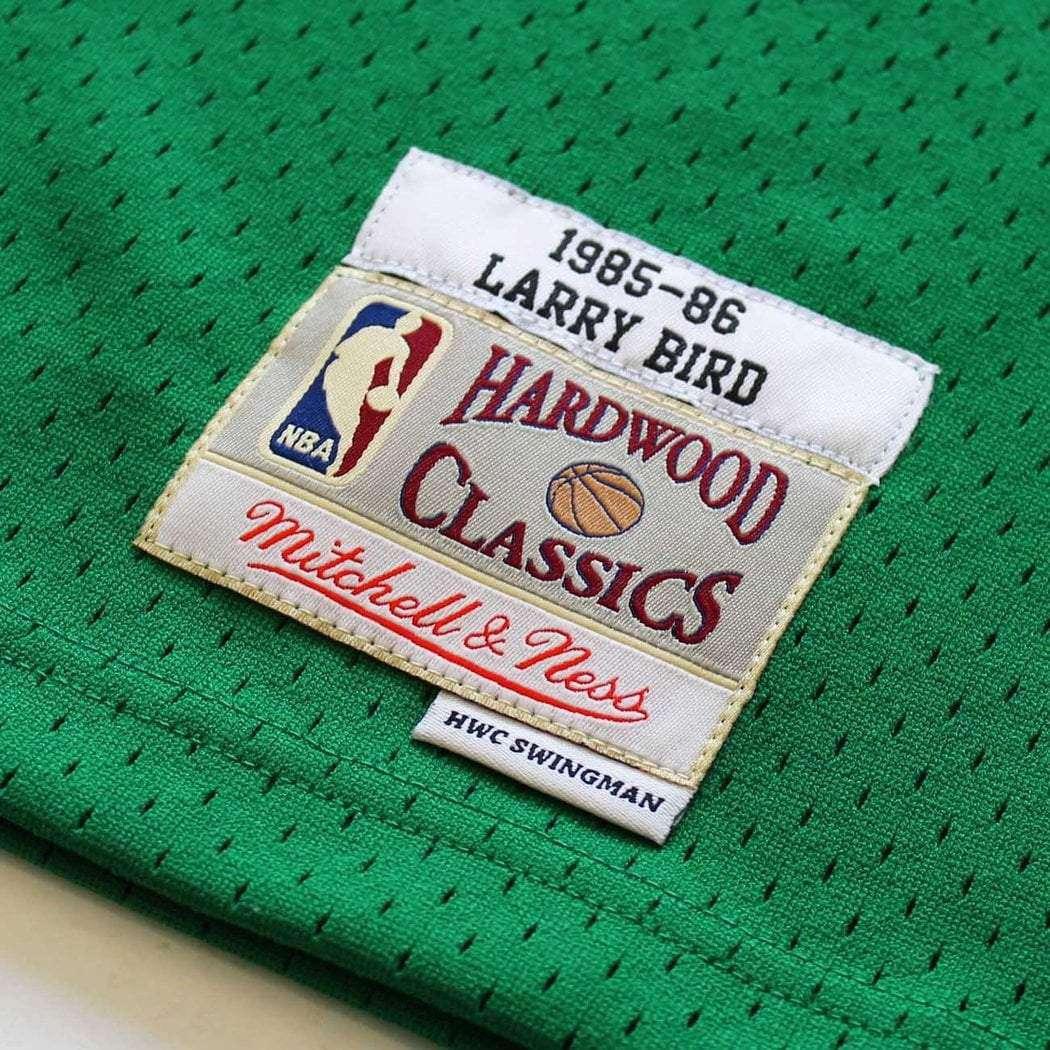 1985-86
LARRY BIRD
NBA
HARDWOOD
CLASSICS
Mitchell & Ness
HWC SWINGMAN